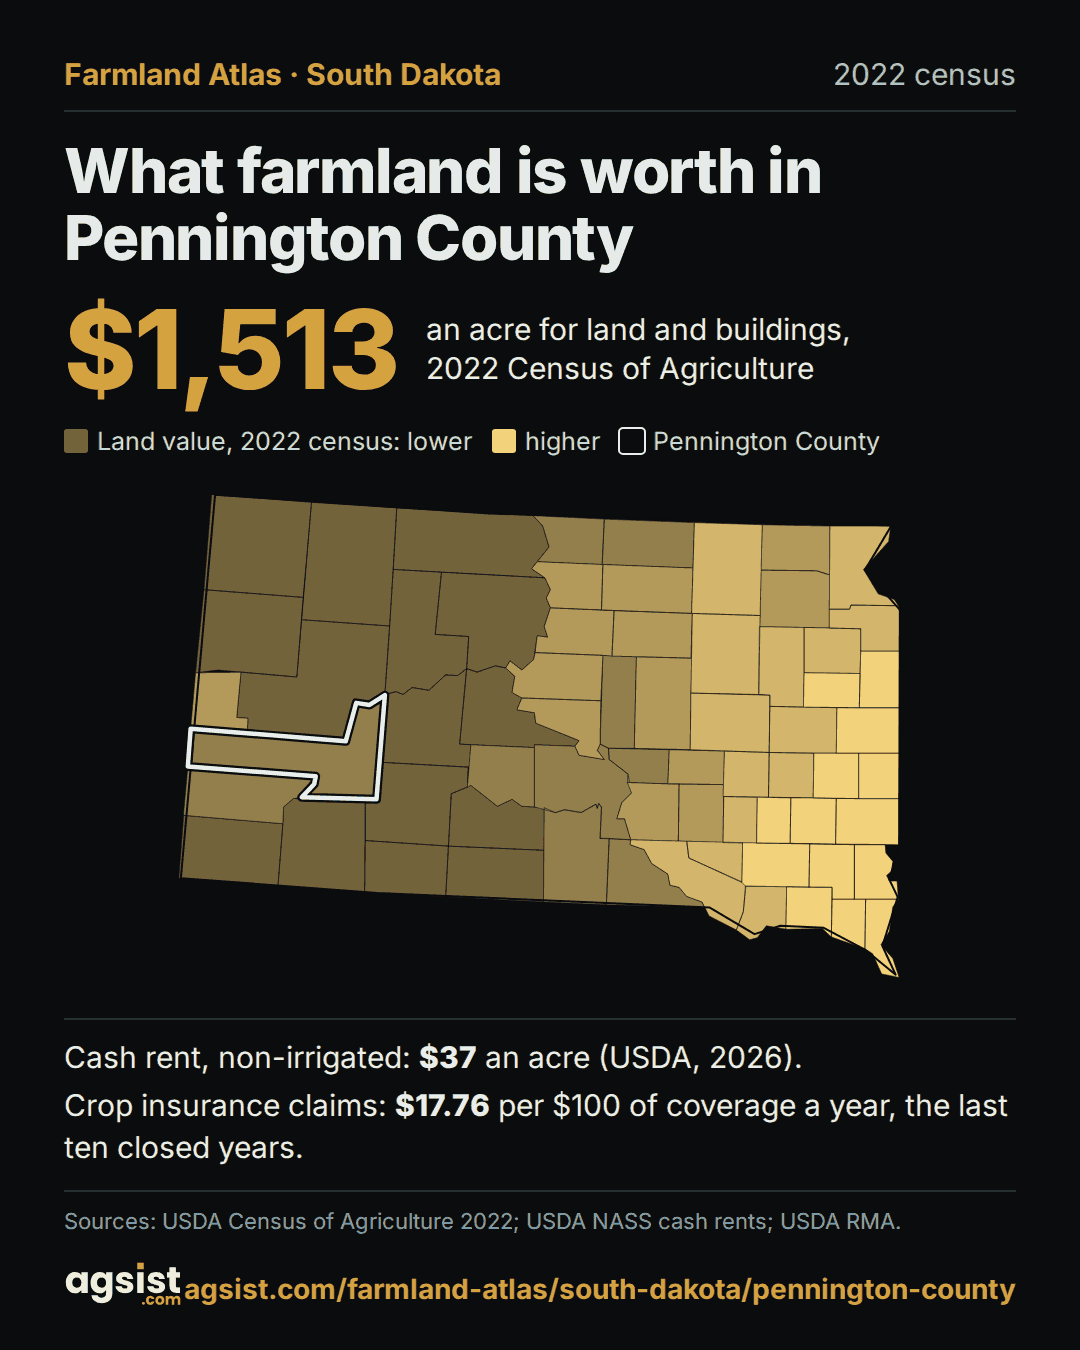 Farmland Atlas · South Dakota
2022 census
What farmland is worth in
Pennington County
$1,513
an acre for land and buildings,
2022 Census of Agriculture
Land value, 2022 census: lower
higher
Pennington County
Cash rent, non-irrigated: $37 an acre (USDA, 2026).
Crop insurance claims: $17.76 per $100 of coverage a year, the last
ten closed years.
Sources: USDA Census of Agriculture 2022; USDA NASS cash rents; USDA RMA.
agsist
.com
agsist.com/farmland-atlas/south-dakota/pennington-county